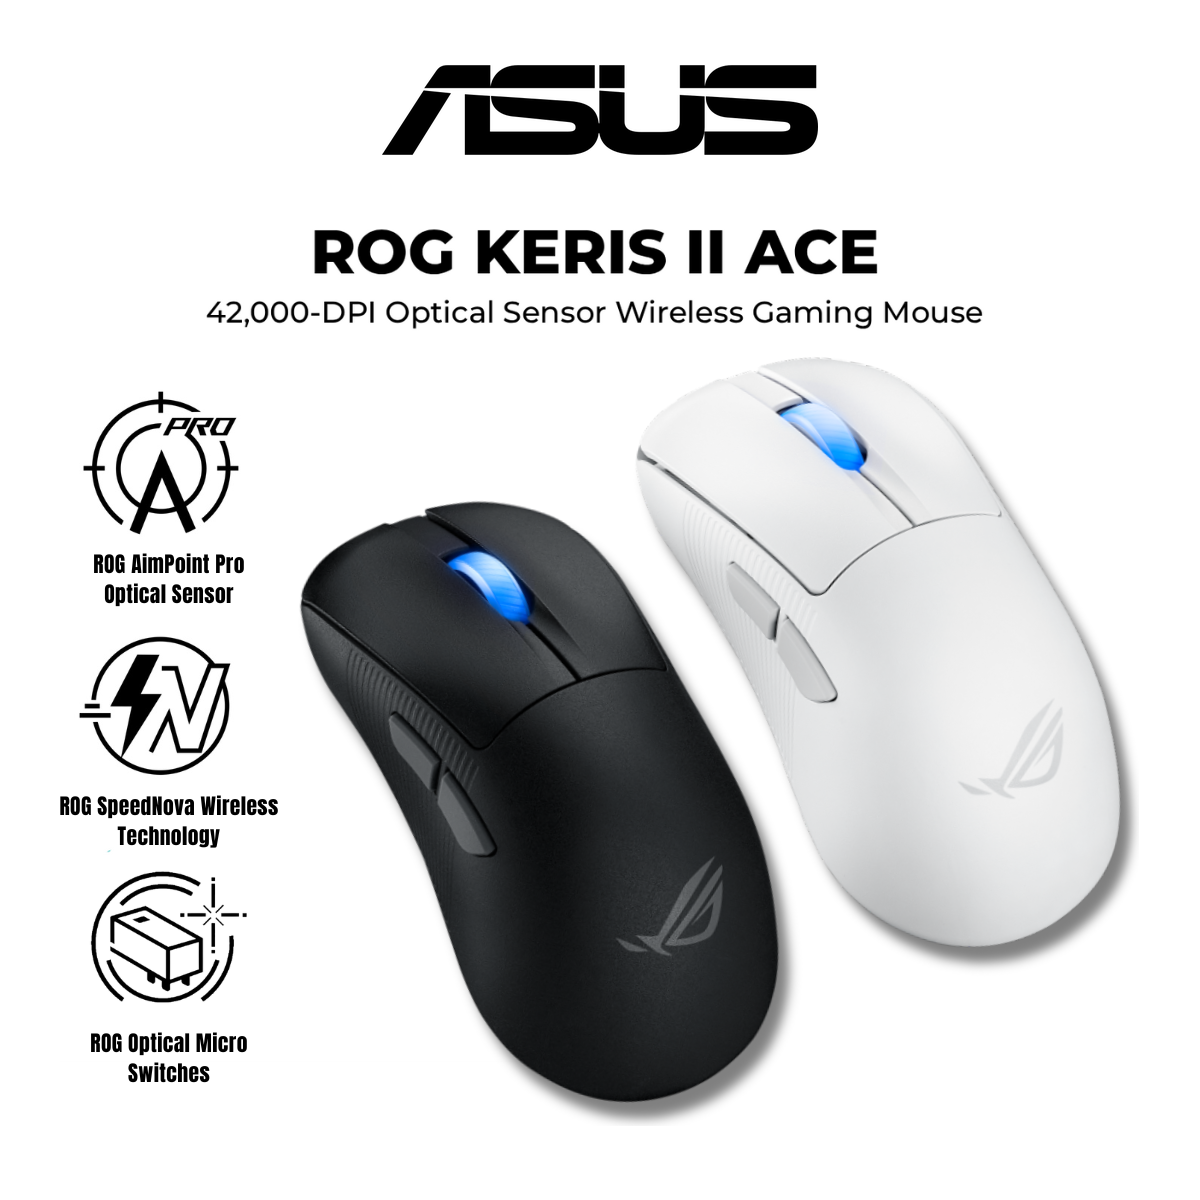 ASUS
ROG KERIS II ACE
42,000-DPI Optical Sensor Wireless Gaming Mouse
PRO
ROG AimPoint Pro
Optical Sensor
ROG SpeedNova Wireless
Technology
ROG Optical Micro
Switches